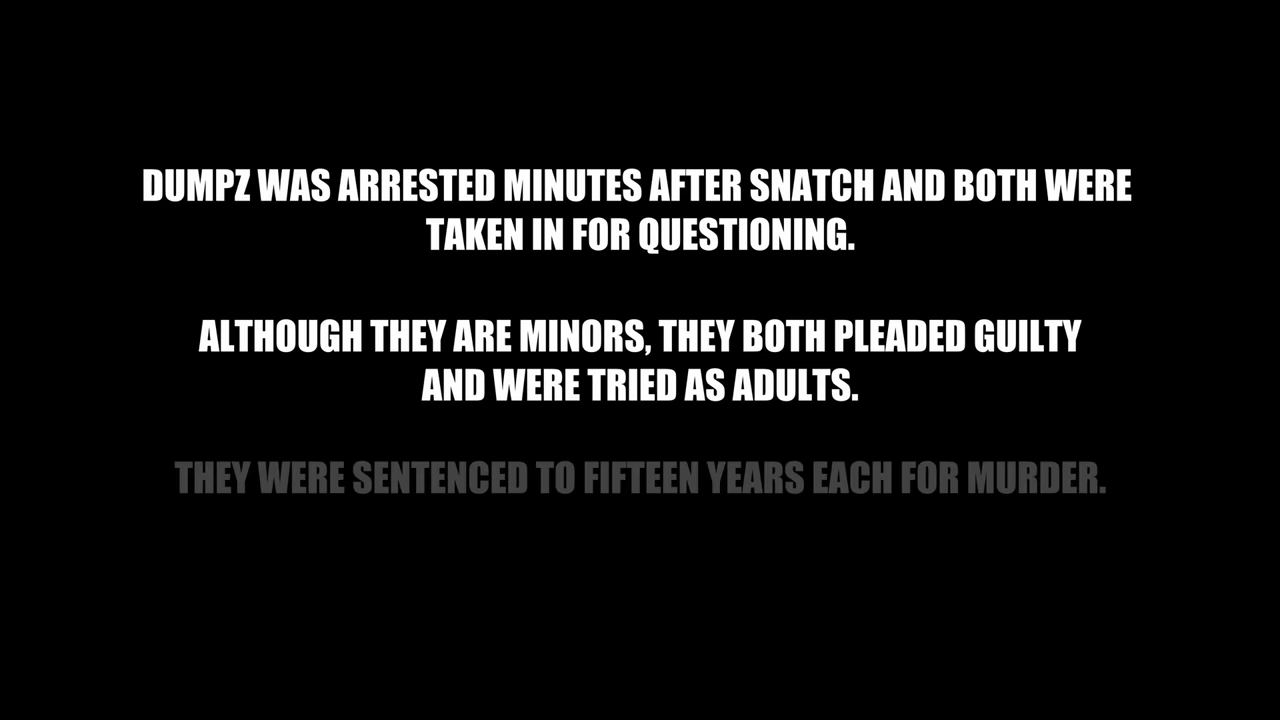 DUMPZ WAS ARRESTED MINUTES AFTER SNATCH AND BOTH WERE
TAKEN IN FOR QUESTIONING.
ALTHOUGH THEY ARE MINORS, THEY BOTH PLEADED GUILTY
AND WERE TRIED AS ADULTS.
THEY WERE SENTENCED TO FIFTEEN YEARS EACH FOR MURDER.